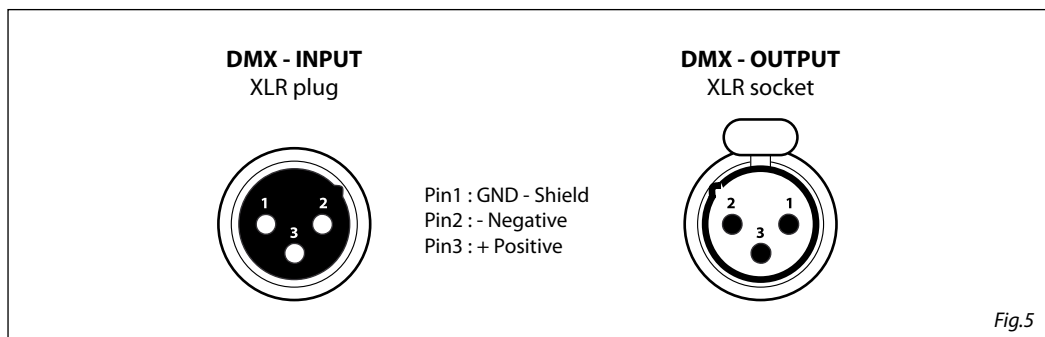 DMX - INPUT
XLR plug
DMX - OUTPUT
XLR socket
1
2
3
Pin1 : GND - Shield
Pin2 : - Negative
Pin3 : + Positive
2
1
3
Fig.5